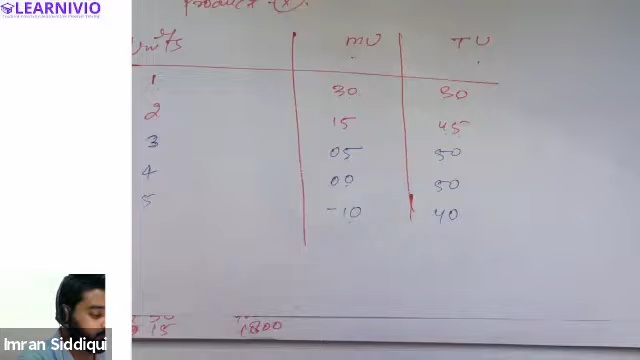 LEARNIVIO
Product -(x).
Units MU TU
1 30 30
2 15 45
3 05 50
4 00 50
5 -10 40
15 1800
Imran Siddiqui